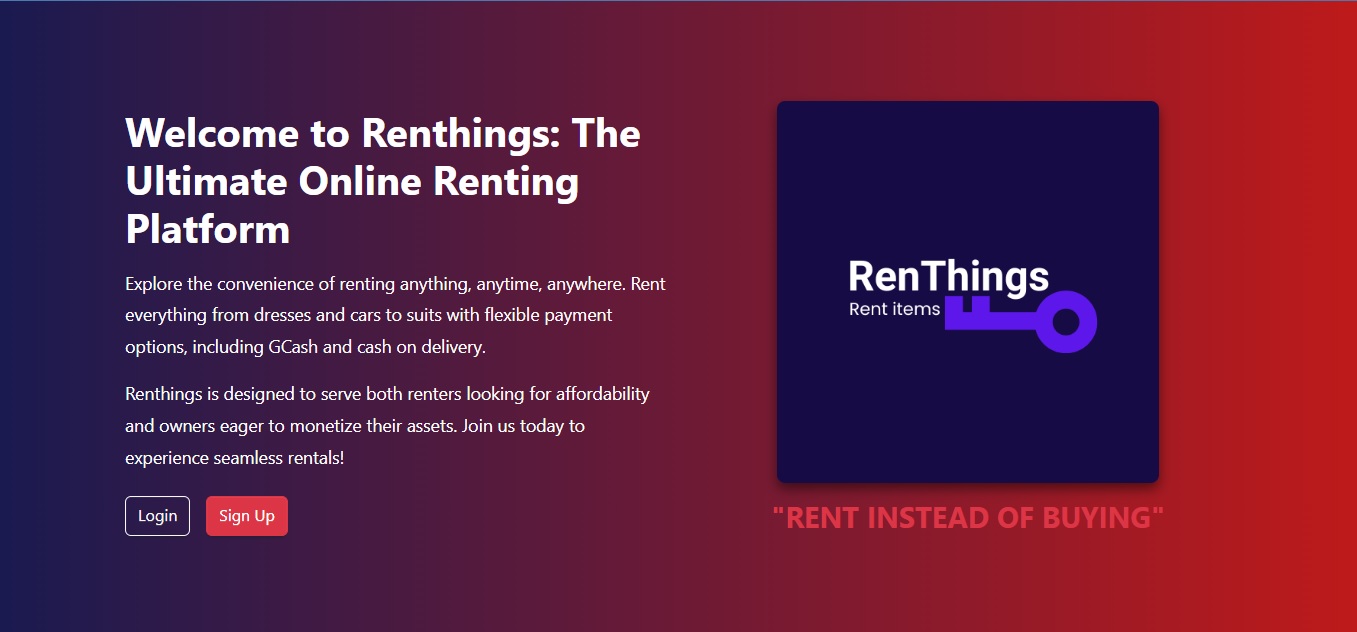 Welcome to Renthings: The
Ultimate Online Renting
Platform
Explore the convenience of renting anything, anytime, anywhere. Rent
everything from dresses and cars to suits with flexible payment
options, including GCash and cash on delivery.
Renthings is designed to serve both renters looking for affordability
and owners eager to monetize their assets. Join us today to
experience seamless rentals!
Login
Sign Up
RenThings
Rent items
"RENT INSTEAD OF BUYING"